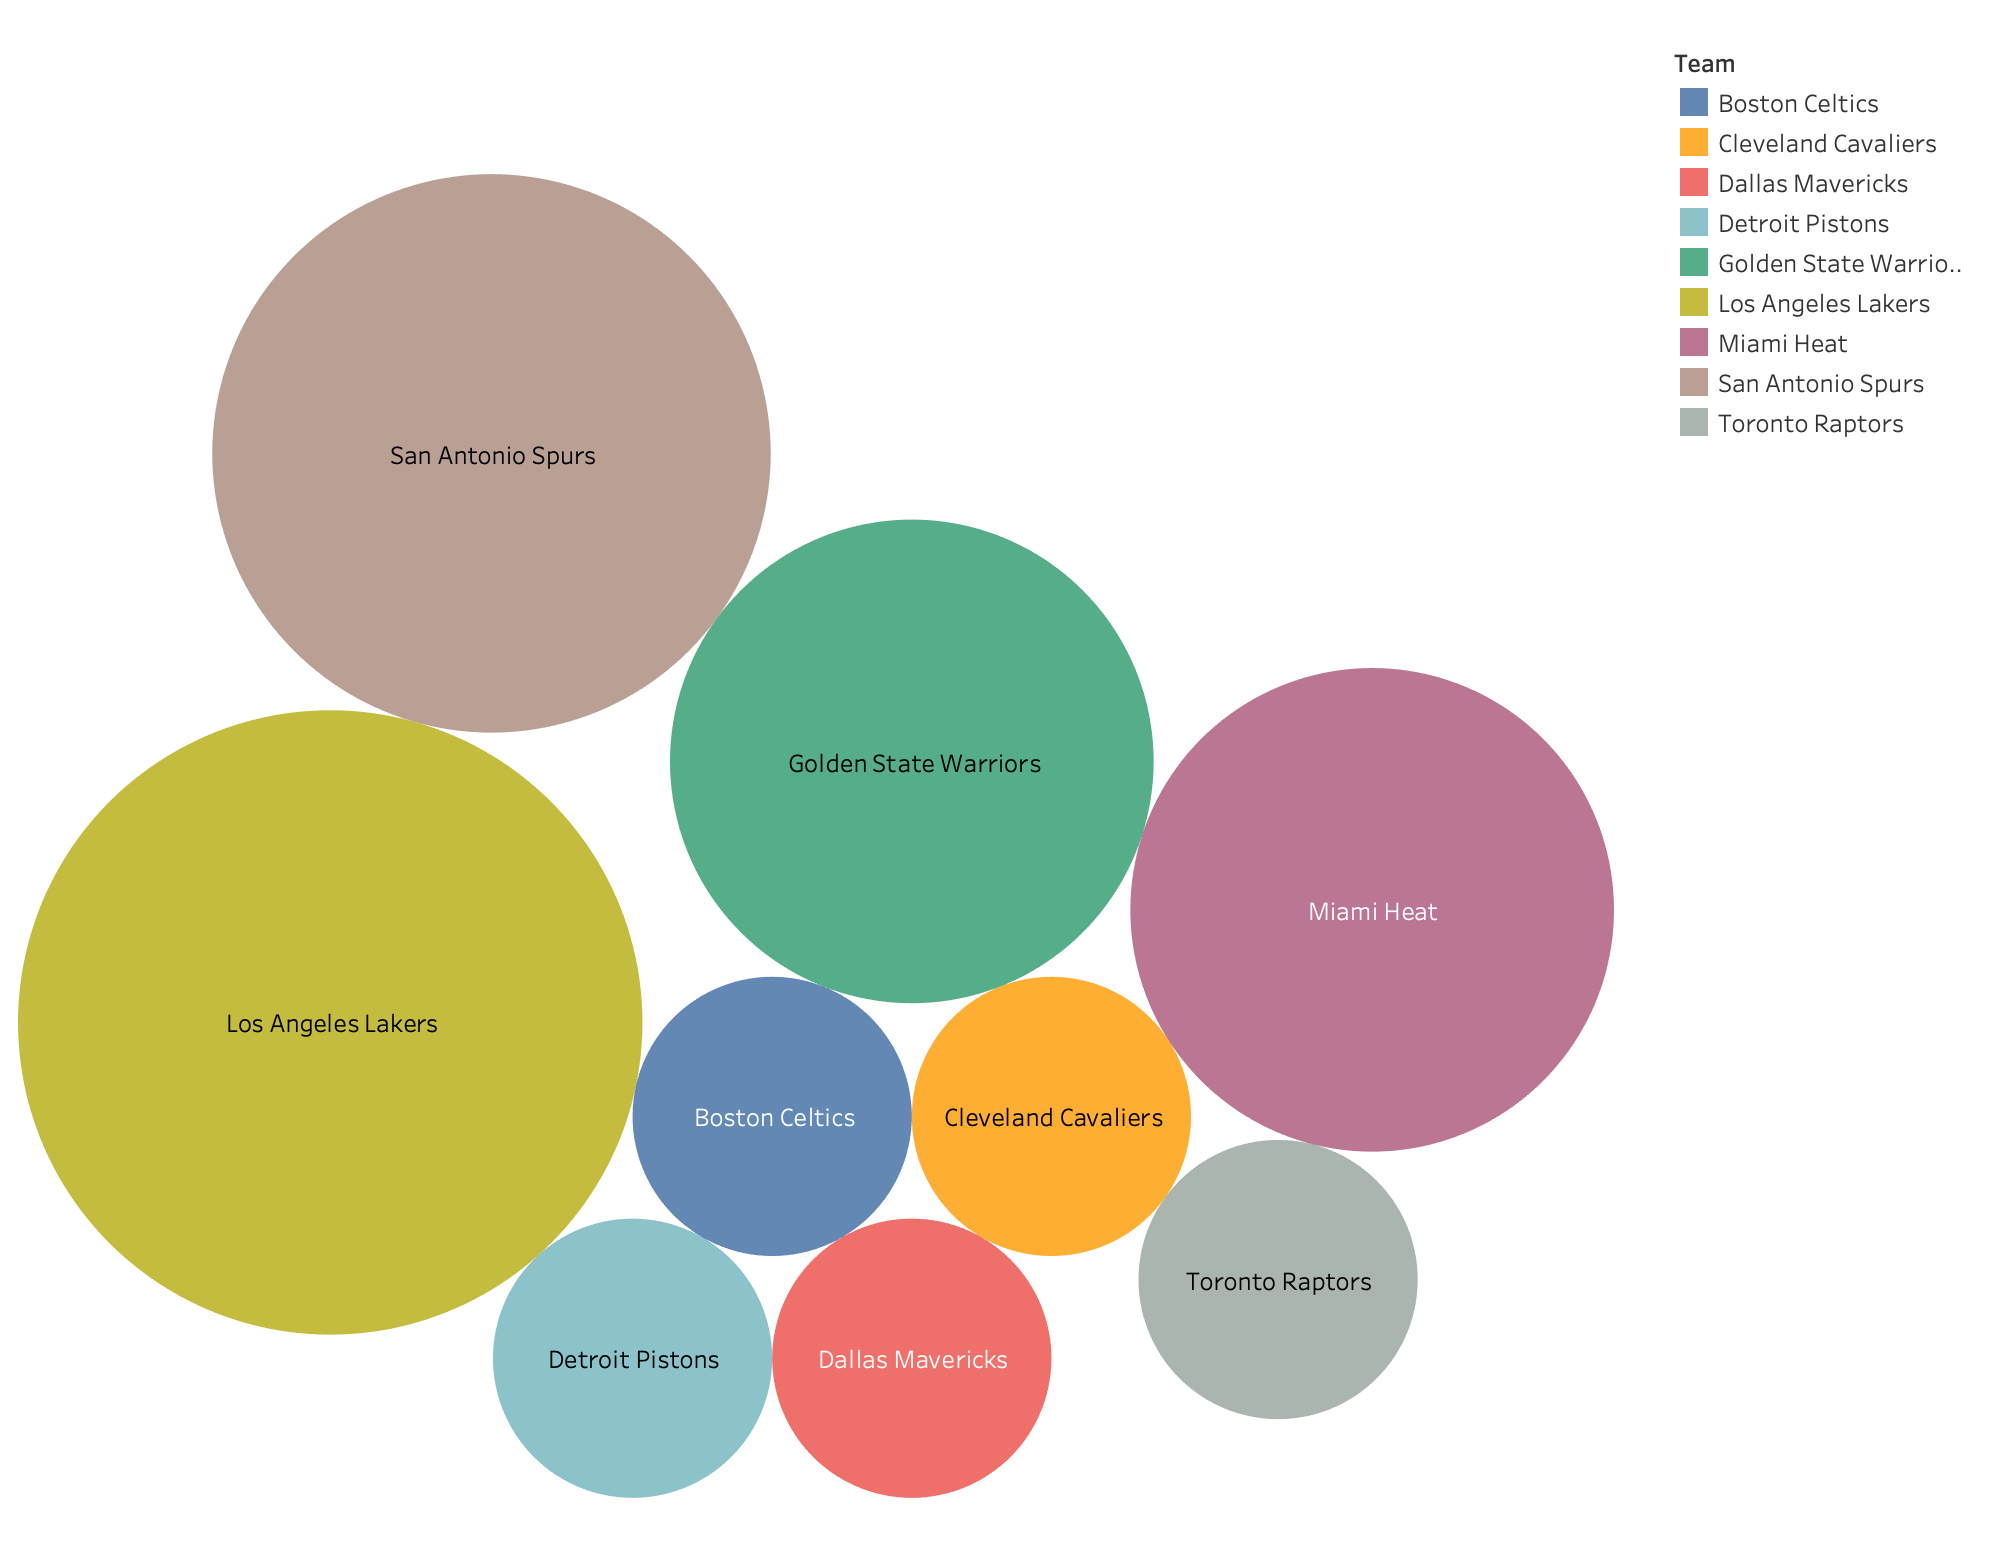 Team
Boston Celtics
Cleveland Cavaliers
Dallas Mavericks
Detroit Pistons
Golden State Warrio..
Los Angeles Lakers
Miami Heat
San Antonio Spurs
Toronto Raptors
San Antonio Spurs
Golden State Warriors
Miami Heat
Los Angeles Lakers
Boston Celtics
Cleveland Cavaliers
Toronto Raptors
Detroit Pistons
Dallas Mavericks